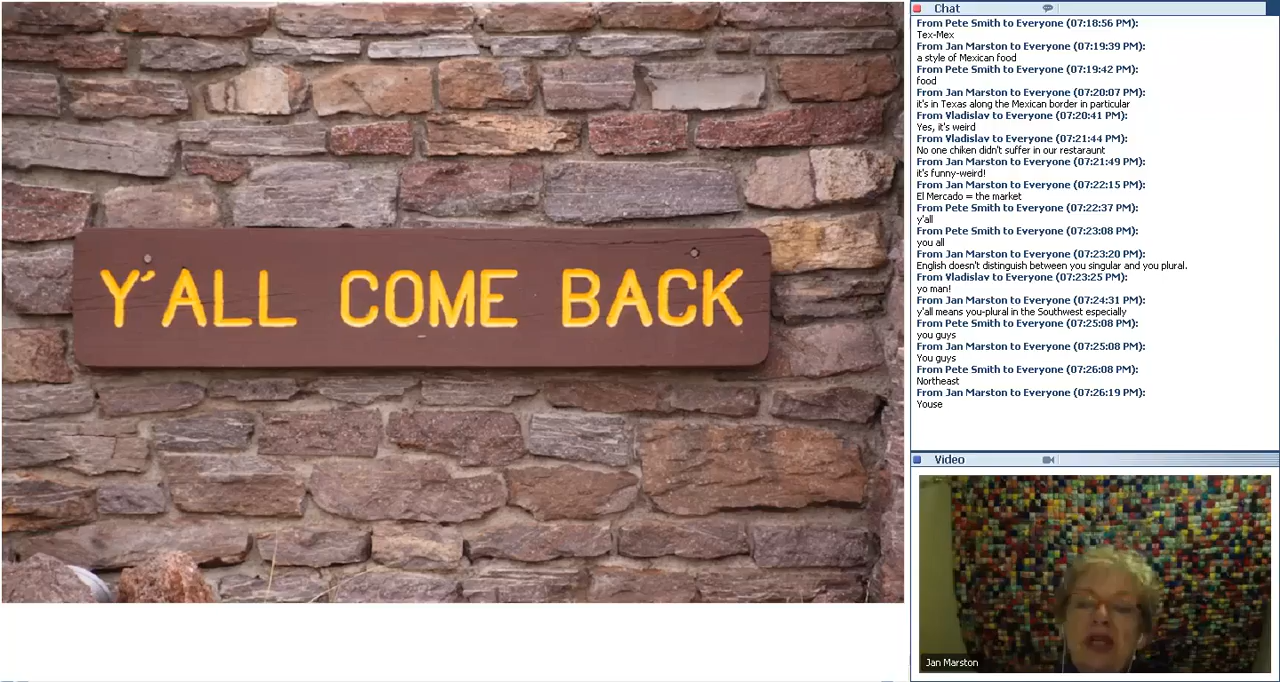 Y'ALL COME BACK
Chat
From Pete Smith to Everyone (07:18:56 PM):
Tex-Mex
From Jan Marston to Everyone (07:19:39 PM):
a style of Mexican food
From Pete Smith to Everyone (07:19:42 PM):
food
From Jan Marston to Everyone (07:20:07 PM):
it's in Texas along the Mexican border in particular
From Vladislav to Everyone (07:20:41 PM):
Yes, it's weird
From Vladislav to Everyone (07:21:44 PM):
No one chiken didn't suffer in our restaraunt
From Jan Marston to Everyone (07:21:49 PM):
it's funny-weird!
From Jan Marston to Everyone (07:22:15 PM):
El Mercado = the market
From Pete Smith to Everyone (07:22:37 PM):
y'all
From Pete Smith to Everyone (07:23:08 PM):
you all
From Jan Marston to Everyone (07:23:20 PM):
English doesn't distinguish between you singular and you plural.
From Vladislav to Everyone (07:23:25 PM):
yo man!
From Jan Marston to Everyone (07:24:31 PM):
y'all means you-plural in the Southwest especially
From Pete Smith to Everyone (07:25:08 PM):
you guys
From Jan Marston to Everyone (07:25:08 PM):
You guys
From Pete Smith to Everyone (07:26:08 PM):
Northeast
From Jan Marston to Everyone (07:26:19 PM):
Youse
Video
Jan Marston